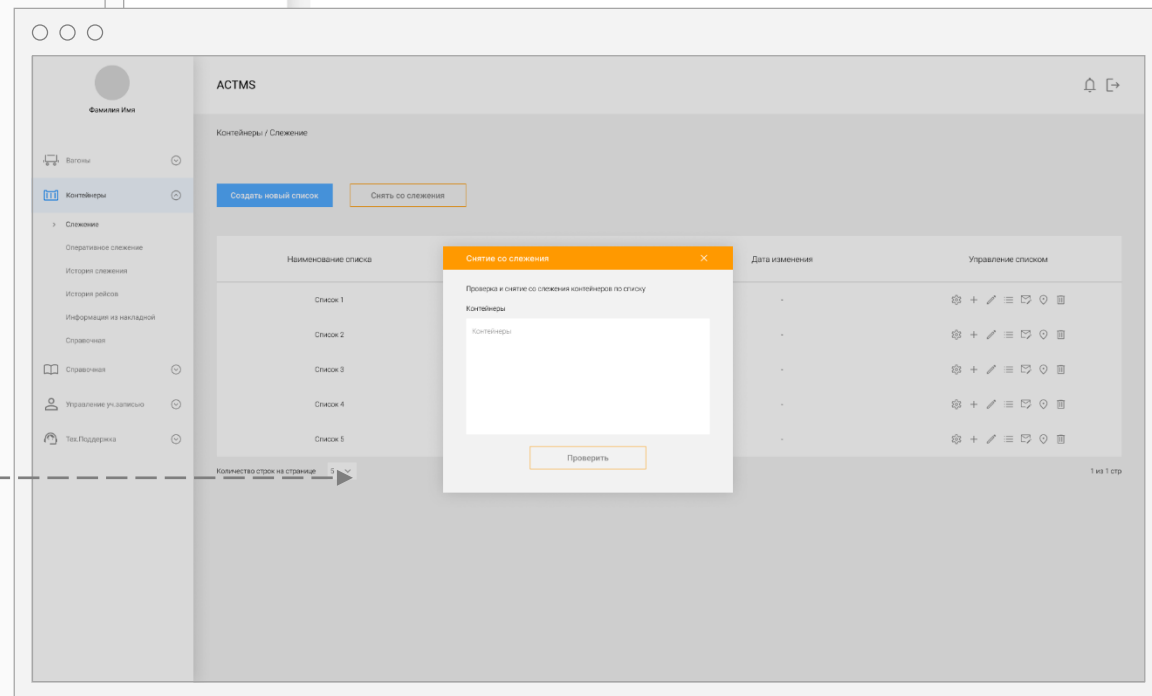 Фамилия Имя
Вагоны
Контейнеры
Слежение
Оперативное слежение
История слежения
История рейсов
Информация из накладной
Справочная
Справочная
Управление уч.записью
Тех.Поддержка
ACTMS
Контейнеры / Слежение
Создать новый список
Снять со слежения
Наименование списка
Дата изменения
Управление списком
Список 1
-
Список 2
-
Список 3
-
Список 4
-
Список 5
-
Количество строк на странице 5
1 из 1 стр
Снятие со слежения
Проверка и снятие со слежения контейнеров по списку
Контейнеры
Контейнеры
Проверить